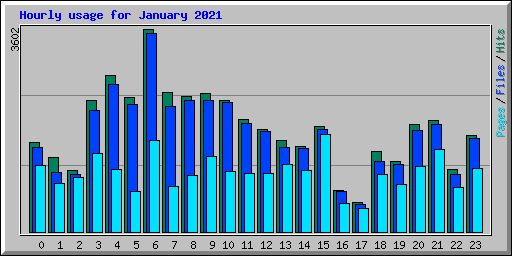 Hourly usage for January 2021
3602
Pages / Files / Hits
0 1 2 3 4 5 6 7 8 9 10 11 12 13 14 15 16 17 18 19 20 21 22 23